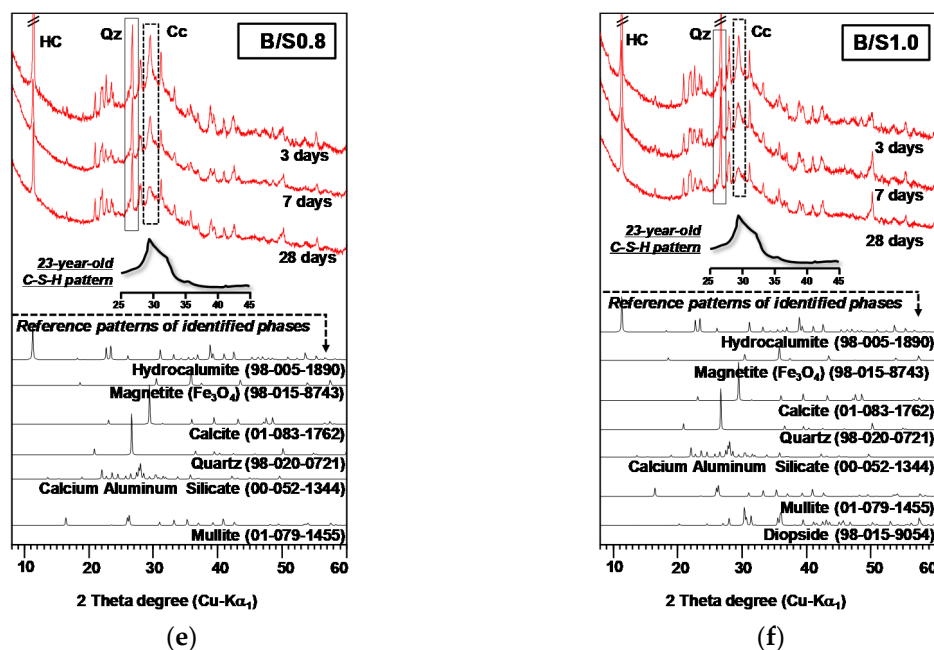 HC
Qz
Cc
B/S0.8
3 days
7 days
28 days
23-year-old
C-S-H pattern
25 30 35 41 45
Reference patterns of identified phases
Hydrocalumite (98-005-1890)
Magnetite (Fe3O4) (98-015-8743)
Calcite (01-083-1762)
Quartz (98-020-0721)
Calcium Aluminum Silicate (00-052-1344)
Mullite (01-079-1455)
10 20 30 40 50 60
2 Theta degree (Cu-Kα1)
(e)
HC
Qz
Cc
B/S1.0
3 days
7 days
28 days
23-year-old
C-S-H pattern
25 30 35 41 45
Reference patterns of identified phases
Hydrocalumite (98-005-1890)
Magnetite (Fe3O4) (98-015-8743)
Calcite (01-083-1762)
Quartz (98-020-0721)
Calcium Aluminum Silicate (00-052-1344)
Mullite (01-079-1455)
Diopside (98-015-9054)
10 20 30 40 50 60
2 Theta degree (Cu-Kα1)
(f)